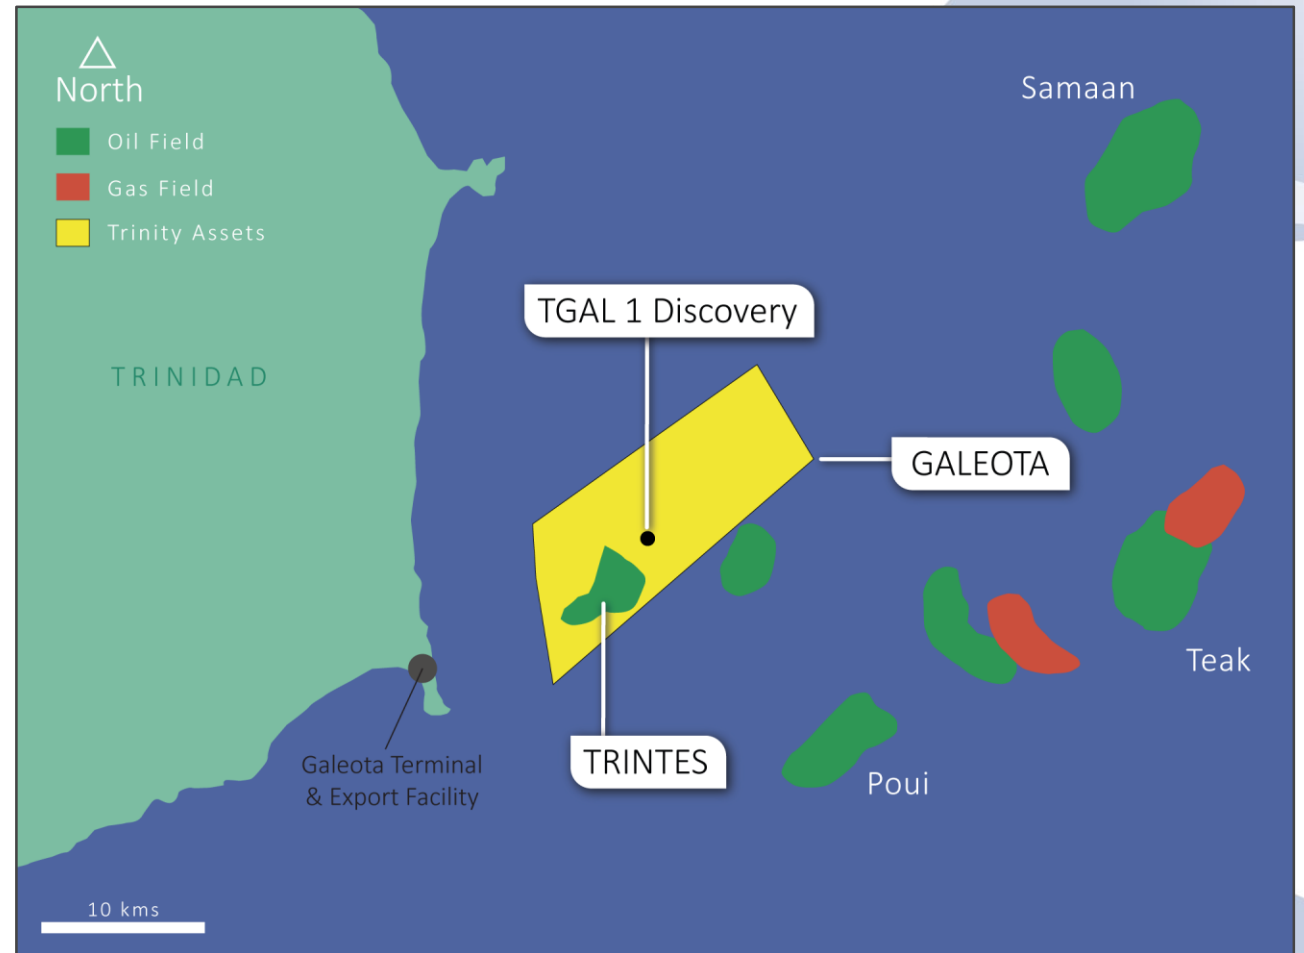 North
Oil Field
Gas Field
Trinity Assets
Samaan
TGAL 1 Discovery
TRINIDAD
GALEOTA
Teak
TRINTES
Galeota Terminal
& Export Facility
Poui
10 kms